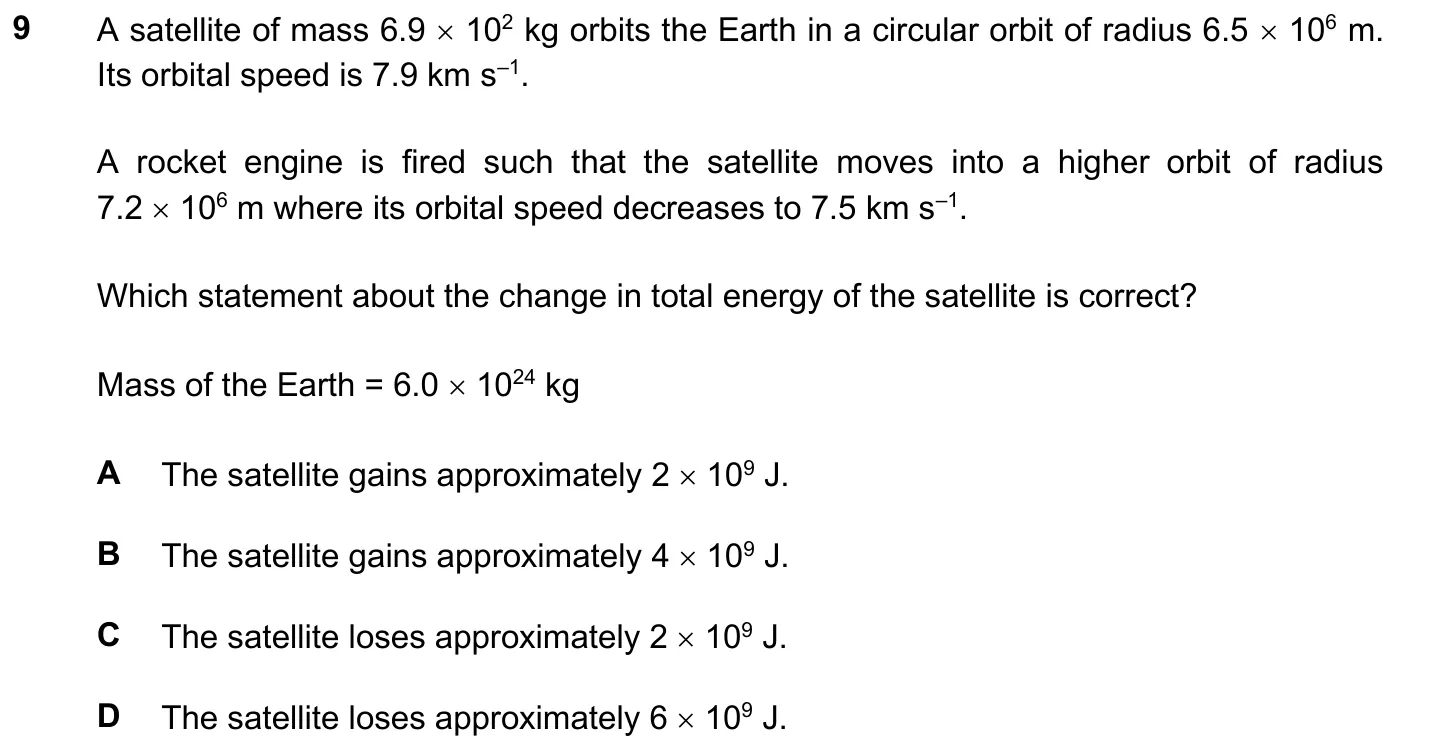 9 A satellite of mass 6.9 × 10² kg orbits the Earth in a circular orbit of radius 6.5 × 10⁶ m.
Its orbital speed is 7.9 km s⁻¹.
A rocket engine is fired such that the satellite moves into a higher orbit of radius
7.2 × 10⁶ m where its orbital speed decreases to 7.5 km s⁻¹.
Which statement about the change in total energy of the satellite is correct?
Mass of the Earth = 6.0 × 10²⁴ kg
A The satellite gains approximately 2 × 10⁹ J.
B The satellite gains approximately 4 × 10⁹ J.
C The satellite loses approximately 2 × 10⁹ J.
D The satellite loses approximately 6 × 10⁹ J.